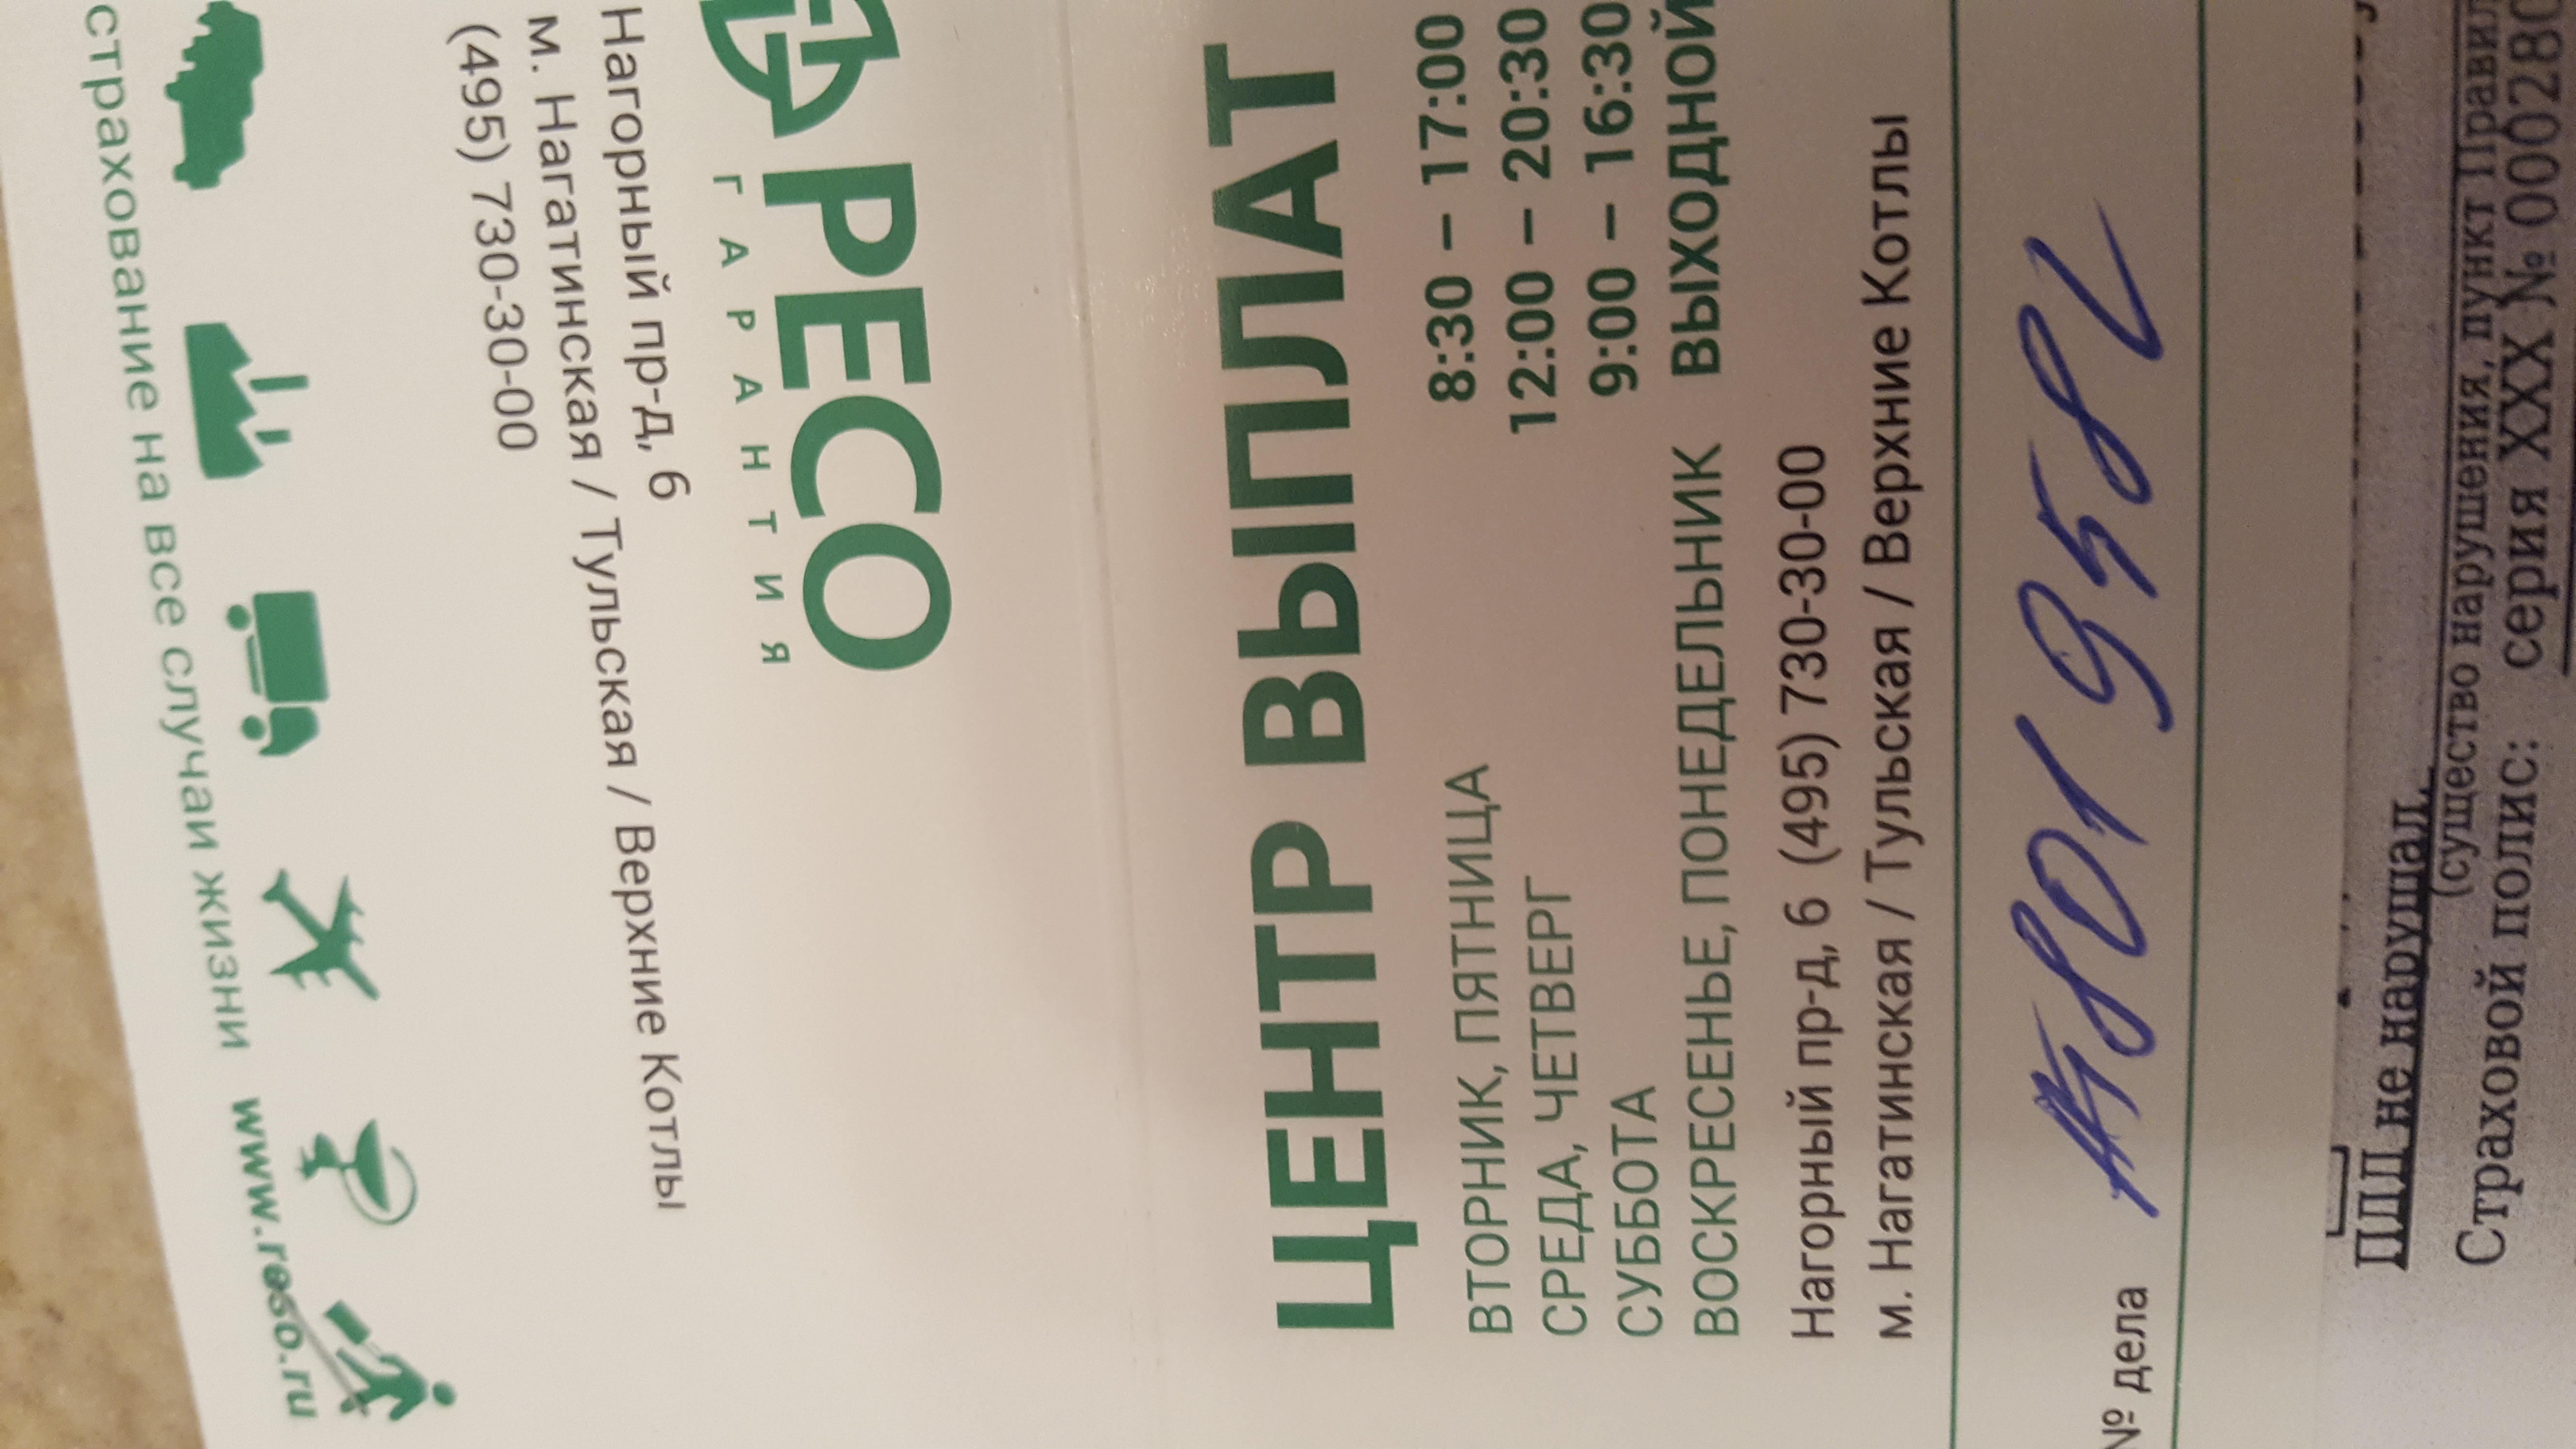 страхование на все случаи жизни www.reso.ru
(495) 730-30-00
м. Нагатинская / Тульская / Верхние Котлы
Нагорный пр-д, 6
ГАРАНТИЯ
РЕСО
ЦЕНТР ВЫПЛАТ
ВТОРНИК, ПЯТНИЦА 8:30 – 17:00
СРЕДА, ЧЕТВЕРГ 12:00 – 20:30
СУББОТА 9:00 – 16:30
ВОСКРЕСЕНЬЕ, ПОНЕДЕЛЬНИК ВЫХОДНОЙ
Нагорный пр-д, 6 (495) 730-30-00
м. Нагатинская / Тульская / Верхние Котлы
№ дела
ПДД не нарушал.
(существо нарушения, пункт Правил
Страховой полис: серия ХХХ № 000280